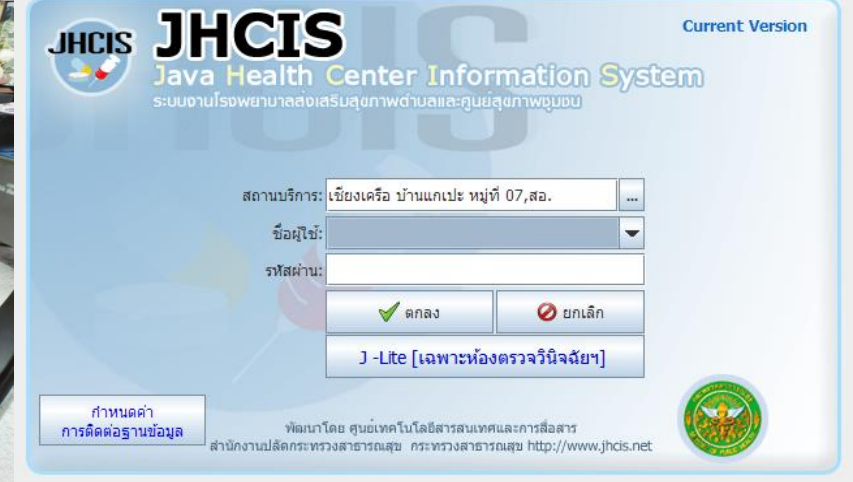 JHCIS JHCIS
Current Version
Java Health Center Information System
ระบบงานโรงพยาบาลส่งเสริมสุขภาพตำบลและศูนย์สุขภาพชุมชน
สถานบริการ: เชียงเครือ บ้านแกเปะ หมู่ที่ 07,สอ. ...
ชื่อผู้ใช้:
รหัสผ่าน:
ตกลง ยกเลิก
J -Lite [เฉพาะห้องตรวจวินิจฉัยฯ]
กำหนดค่า
การติดต่อฐานข้อมูล
พัฒนาโดย ศูนย์เทคโนโลยีสารสนเทศและการสื่อสาร
สำนักงานปลัดกระทรวงสาธารณสุข กระทรวงสาธารณสุข http://www.jhcis.net